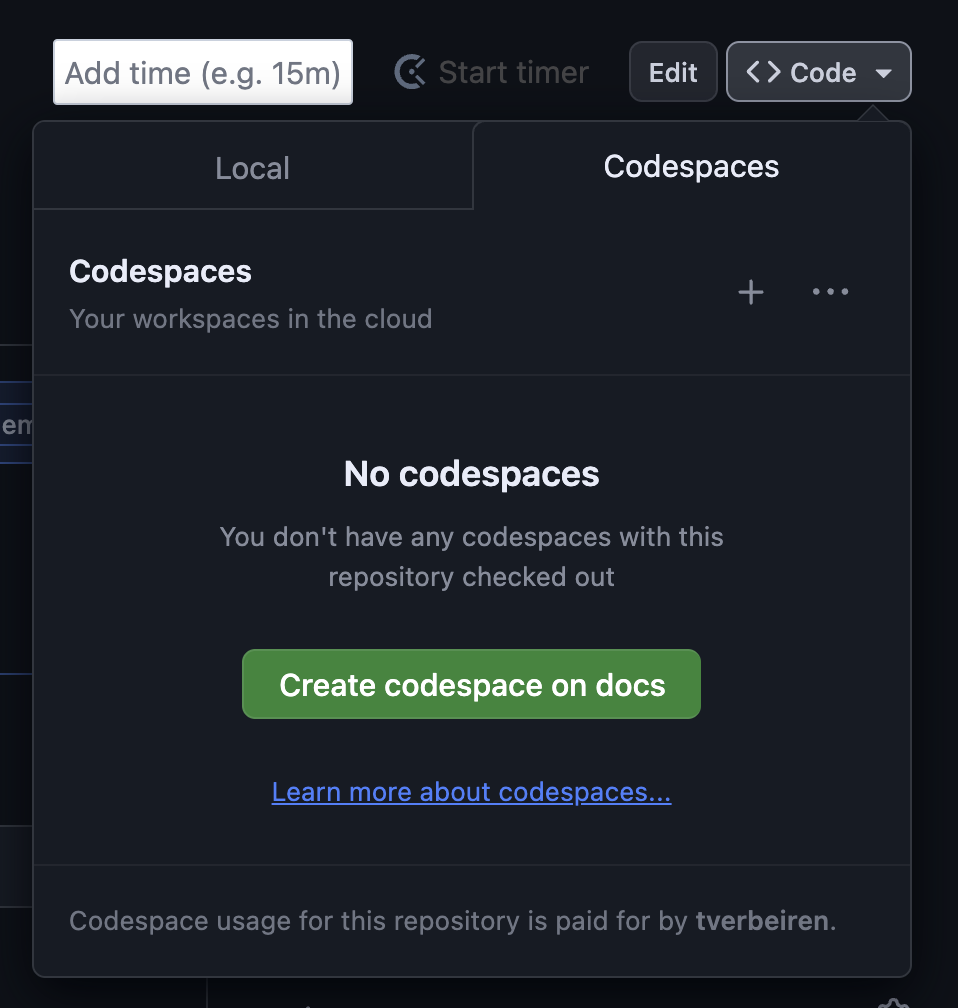 Add time (e.g. 15m)
Start timer
Edit
<> Code
Local
Codespaces
Codespaces
Your workspaces in the cloud
No codespaces
You don't have any codespaces with this
repository checked out
Create codespace on docs
Learn more about codespaces...
Codespace usage for this repository is paid for by tverbeiren.